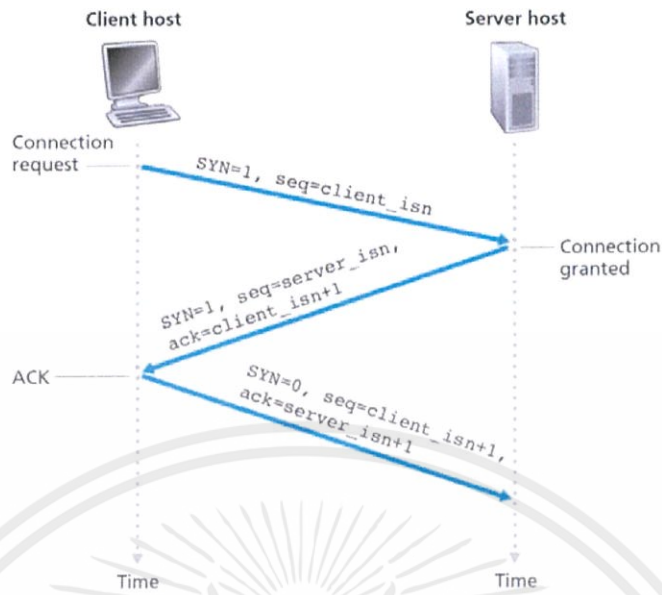 Client host
Server host
Connection
request
SYN=1, seq=client_isn
Connection
granted
SYN=1, seq=server_isn,
ack=client_isn+1
ACK
SYN=0, seq=client_isn+1,
ack=server_isn+1
Time
Time